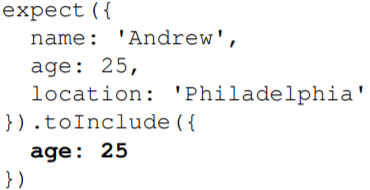 expect({
  name: 'Andrew',
  age: 25,
  location: 'Philadelphia'
}).toInclude({
  age: 25
})